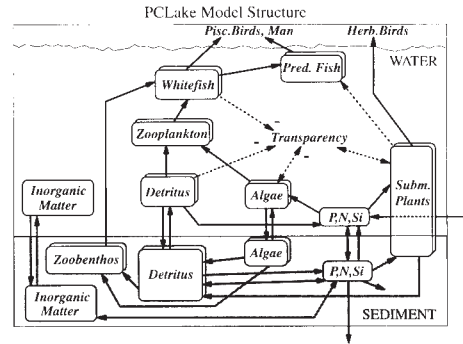 PCLake Model Structure
Pisc.Birds, Man
Herb.Birds
WATER
Whitefish
Pred. Fish
Zooplankton
-
Transparency
-
-
Detritus
Algae
Subm.
Plants
Inorganic
Matter
P,N,Si
Zoobenthos
Detritus
Algae
P,N,Si
Inorganic
Matter
SEDIMENT